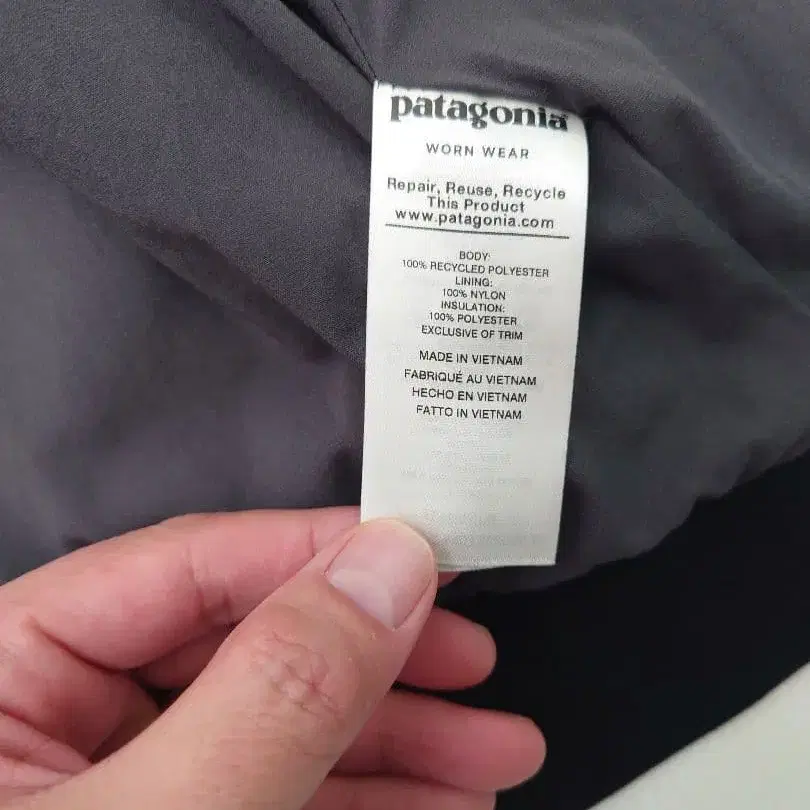 patagonia
WORN WEAR
Repair, Reuse, Recycle
This Product
www.patagonia.com
BODY:
100% RECYCLED POLYESTER
LINING:
100% NYLON
INSULATION:
100% POLYESTER
EXCLUSIVE OF TRIM
MADE IN VIETNAM
FABRIQUÉ AU VIETNAM
HECHO EN VIETNAM
FATTO IN VIETNAM